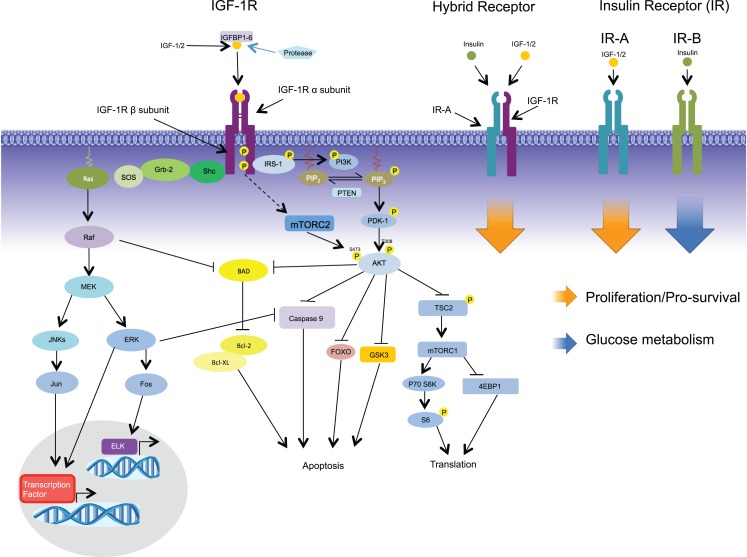 IGF-1R
Hybrid Receptor
Insulin Receptor (IR)
IGFBP1-6
IGF-1/2
Protease
Insulin
IGF-1/2
IR-A
IGF-1/2
IR-B
Insulin
IGF-1R α subunit
IGF-1R β subunit
IR-A
IGF-1R
Ras
SOS
Grb-2
Shc
P
P
IRS-1
P
PI3K
P
PIP2
PIP3
P
PTEN
mTORC2
PDK-1
P
S473
P
T308
P
AKT
Raf
BAD
MEK
Caspase 9
TSC2
P
JNKs
ERK
Bcl-2
Bcl-XL
FOXO
GSK3
mTORC1
Jun
Fos
P70 S6K
4EBP1
S6
P
ELK
Apoptosis
Translation
Transcription
Factor
Proliferation/Pro-survival
Glucose metabolism